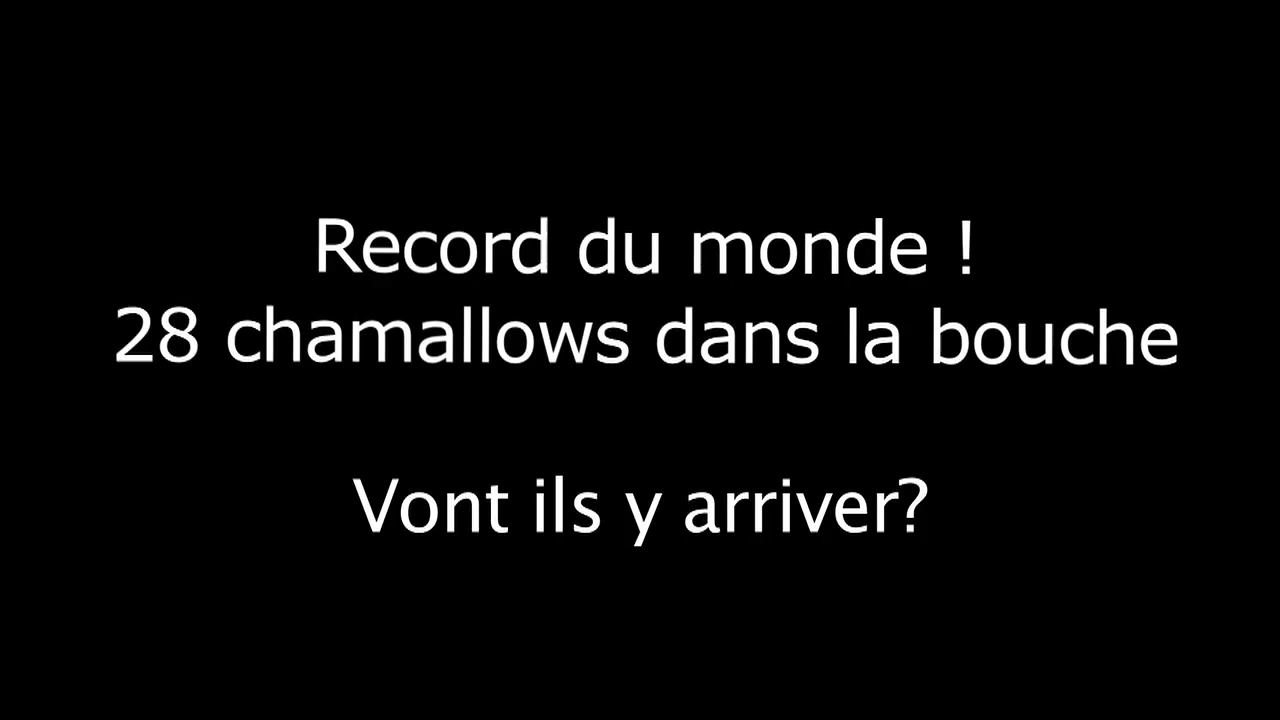 Record du monde !
28 chamallows dans la bouche
Vont ils y arriver?